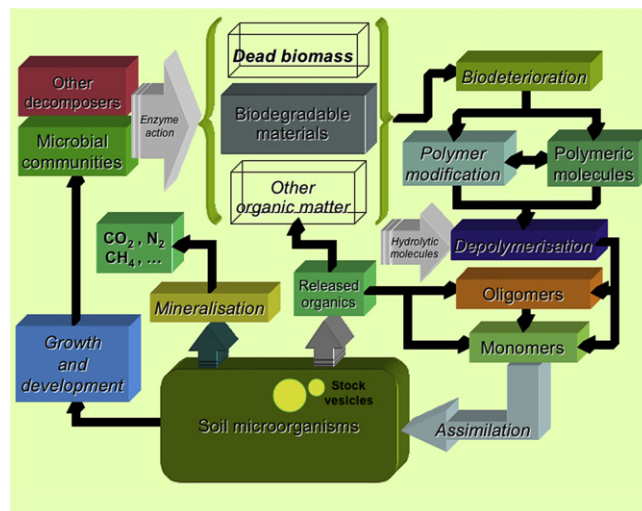 Other
decomposers
Microbial
communities
Enzyme
action
Dead biomass
Biodegradable
materials
Other
organic matter
Biodeterioration
Polymer
modification
Polymeric
molecules
Hydrolytic
molecules
Depolymerisation
CO₂ , N₂
CH₄ , ...
Mineralisation
Released
organics
Oligomers
Monomers
Growth
and
development
Stock
vesicles
Soil microorganisms
Assimilation